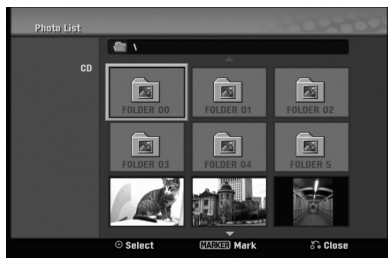 Photo List
\
CD
FOLDER 00 FOLDER 01 FOLDER 02
FOLDER 03 FOLDER 04 FOLDER 5
Select MARKER Mark Close